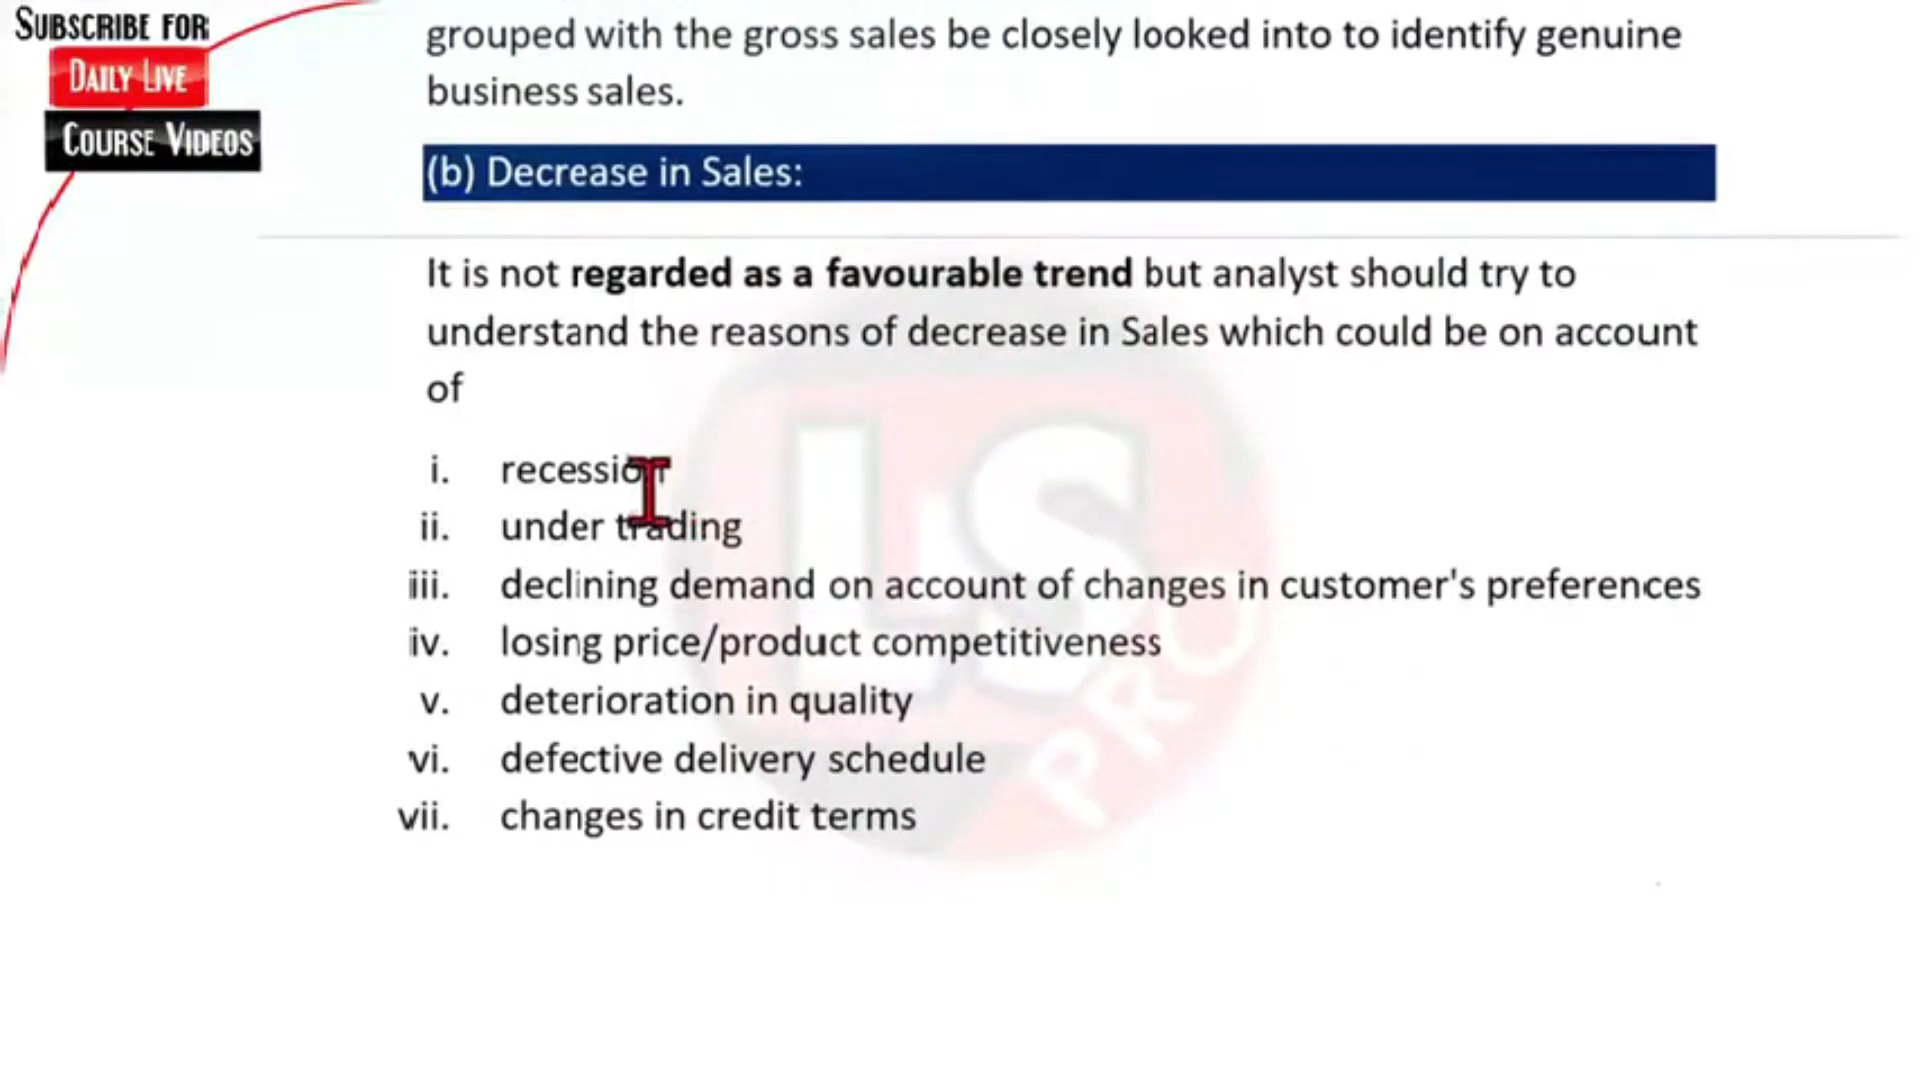 SUBSCRIBE FOR
DAILY LIVE
COURSE VIDEOS
grouped with the gross sales be closely looked into to identify genuine
business sales.
(b) Decrease in Sales:
It is not regarded as a favourable trend but analyst should try to
understand the reasons of decrease in Sales which could be on account
of
i. recession
ii. under trading
iii. declining demand on account of changes in customer's preferences
iv. losing price/product competitiveness
v. deterioration in quality
vi. defective delivery schedule
vii. changes in credit terms
LS
PRO